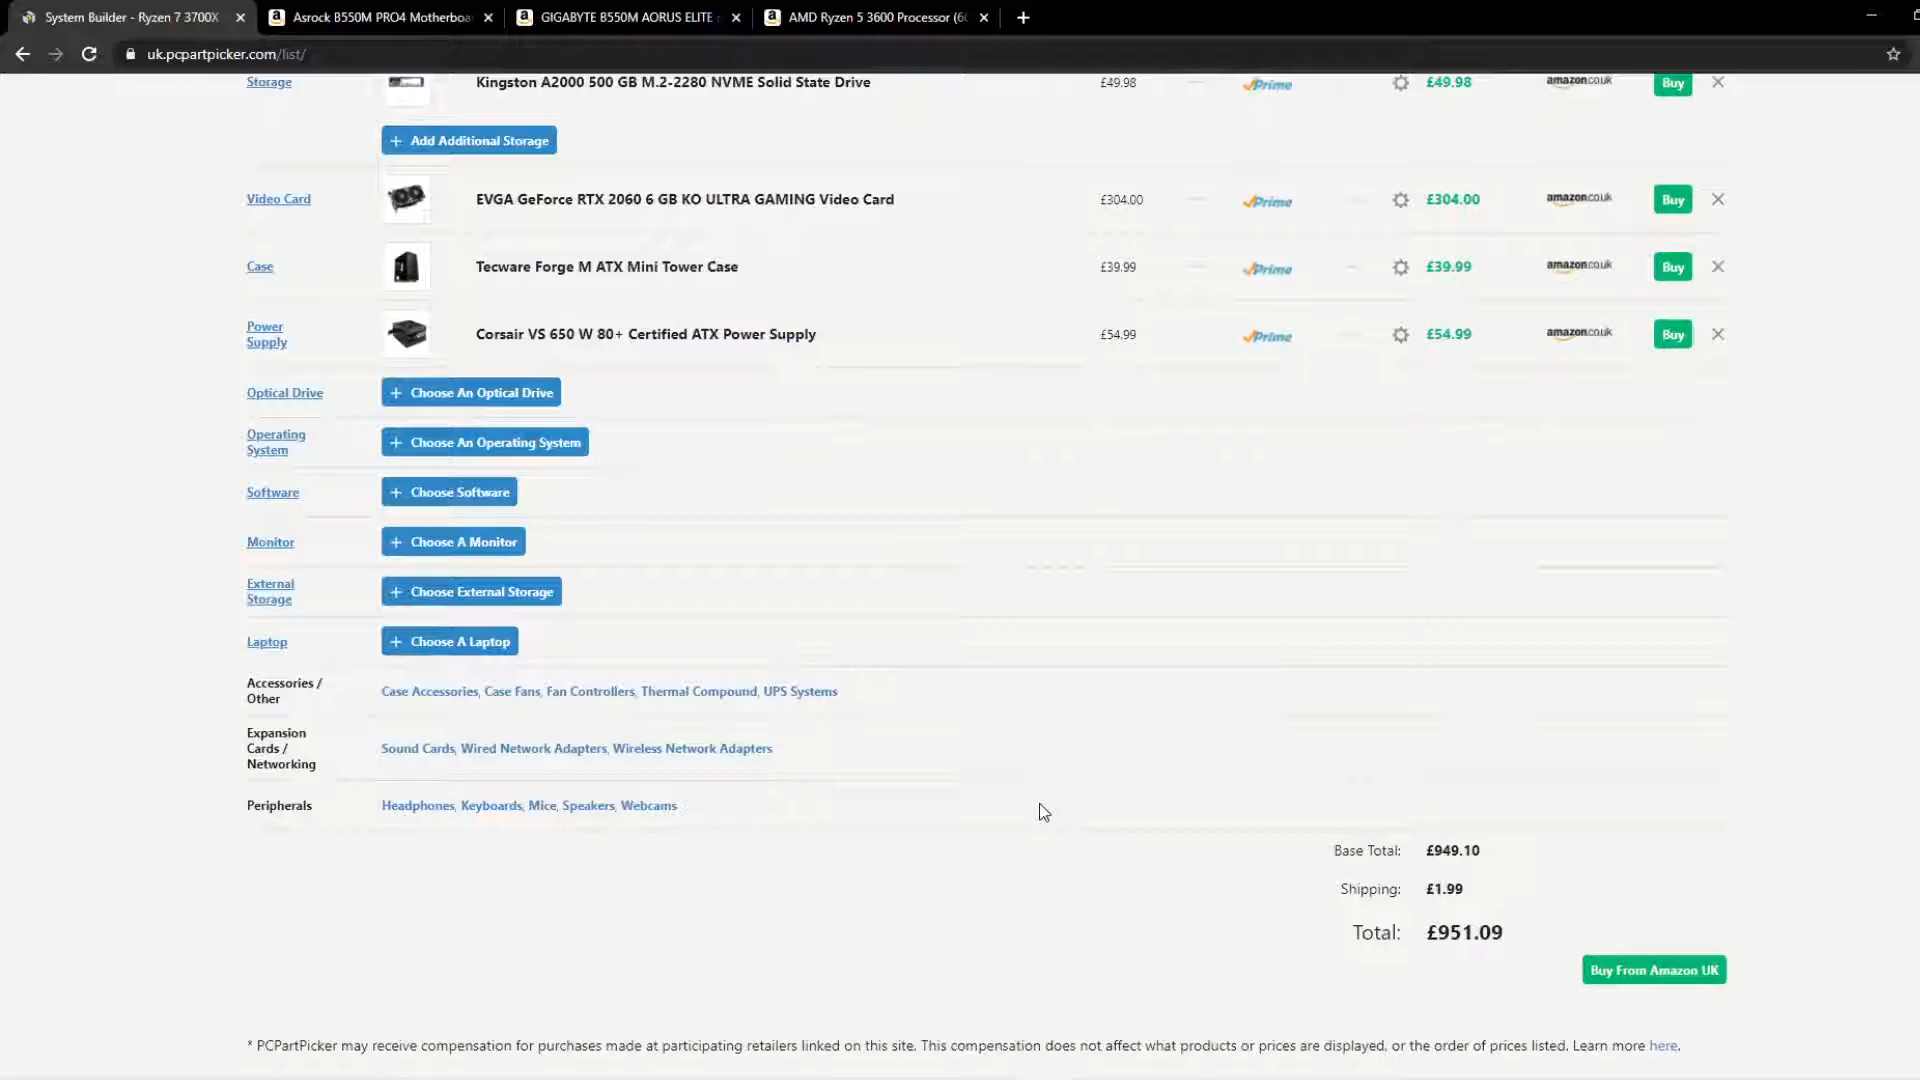 System Builder - Ryzen 7 3700X
Asrock B550M PRO4 Motherboa
GIGABYTE B550M AORUS ELITE
AMD Ryzen 5 3600 Processor (6C
uk.pcpartpicker.com/list/
Storage Kingston A2000 500 GB M.2-2280 NVME Solid State Drive £49.98 Prime £49.98 amazon.co.uk Buy
+ Add Additional Storage
Video Card EVGA GeForce RTX 2060 6 GB KO ULTRA GAMING Video Card £304.00 Prime £304.00 amazon.co.uk Buy
Case Tecware Forge M ATX Mini Tower Case £39.99 Prime £39.99 amazon.co.uk Buy
Power
Supply Corsair VS 650 W 80+ Certified ATX Power Supply £54.99 Prime £54.99 amazon.co.uk Buy
Optical Drive + Choose An Optical Drive
Operating
System + Choose An Operating System
Software + Choose Software
Monitor + Choose A Monitor
External
Storage + Choose External Storage
Laptop + Choose A Laptop
Accessories /
Other Case Accessories, Case Fans, Fan Controllers, Thermal Compound, UPS Systems
Expansion
Cards / Sound Cards, Wired Network Adapters, Wireless Network Adapters
Networking
Peripherals Headphones, Keyboards, Mice, Speakers, Webcams
Base Total: £949.10
Shipping: £1.99
Total: £951.09
Buy From Amazon UK
* PCPartPicker may receive compensation for purchases made at participating retailers linked on this site. This compensation does not affect what products or prices are displayed, or the order of prices listed. Learn more here.